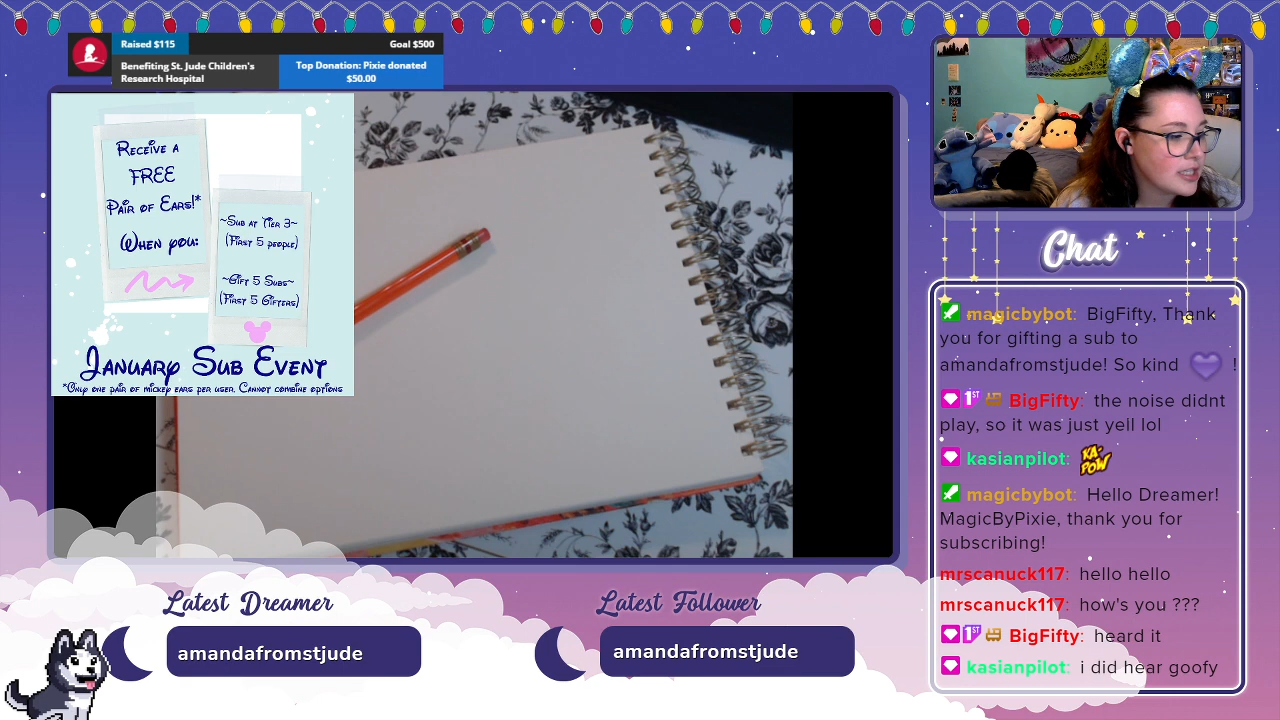 Raised $115
Goal $500
Benefiting St. Jude Children's
Research Hospital
Top Donation: Pixie donated
$50.00
Receive a
FREE
Pair of Ears!*
When you:
~Sub at Tier 3~
(First 5 people)
~Gift 5 Subs~
(First 5 Gifters)
January Sub Event
*Only one pair of mickey ears per user. Cannot combine options
Chat
magicbybot: BigFifty, Thank
you for gifting a sub to
amandafromstjude! So kind !
1ST BigFifty: the noise didnt
play, so it was just yell lol
kasianpilot: KA-
POW
magicbybot: Hello Dreamer!
MagicByPixie, thank you for
subscribing!
mrscanuck117: hello hello
mrscanuck117: how's you ???
1ST BigFifty: heard it
kasianpilot: i did hear goofy
Latest Dreamer
amandafromstjude
Latest Follower
amandafromstjude